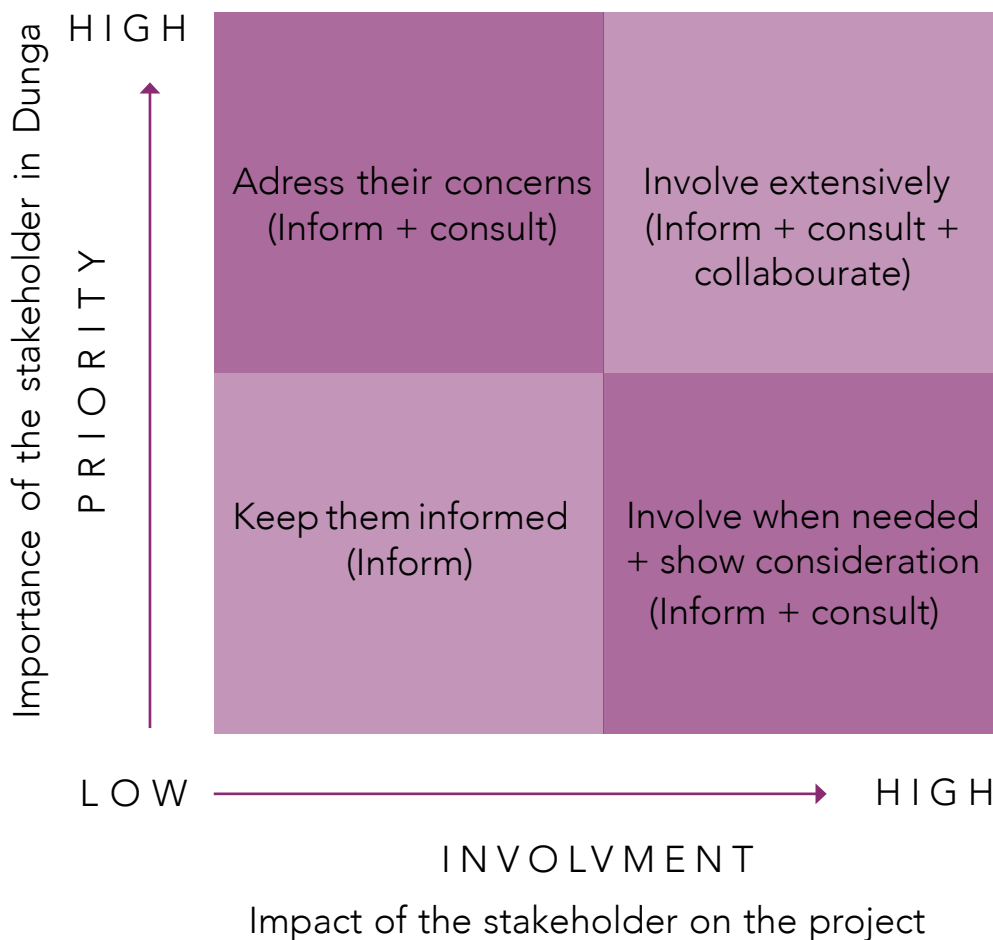 HIGH
Importance of the stakeholder in Dunga
PRIORITY
Adress their concerns
(Inform + consult)
Involve extensively
(Inform + consult +
collabourate)
Keep them informed
(Inform)
Involve when needed
+ show consideration
(Inform + consult)
LOW
HIGH
INVOLVMENT
Impact of the stakeholder on the project